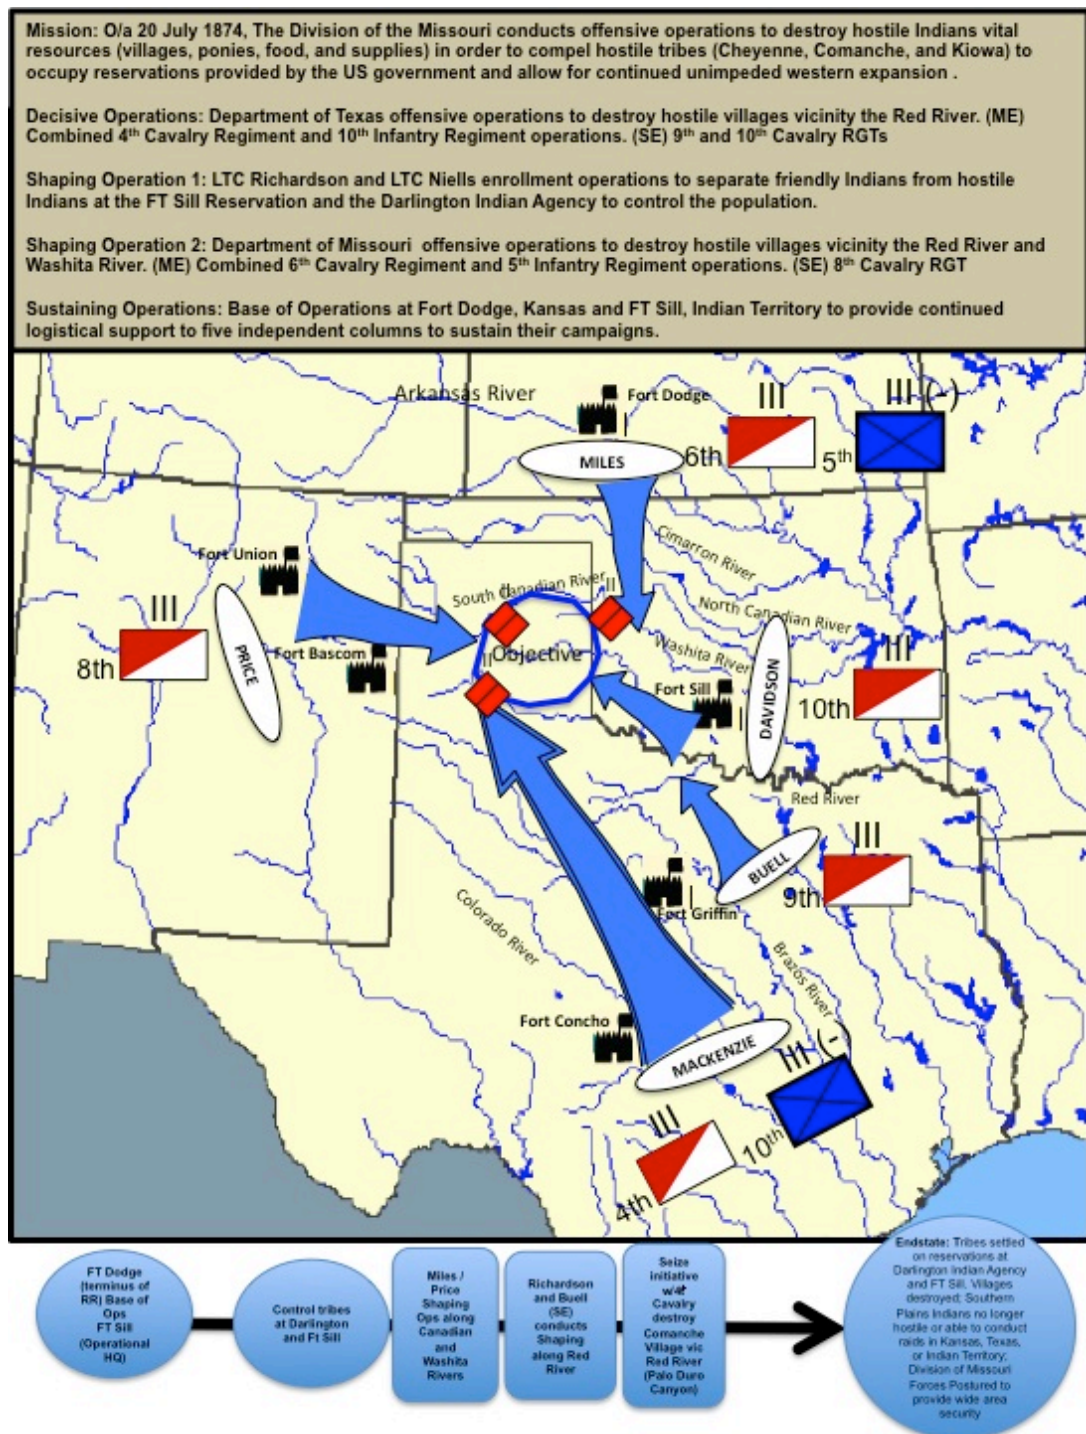 Mission: O/a 20 July 1874, The Division of the Missouri conducts offensive operations to destroy hostile Indians vital
resources (villages, ponies, food, and supplies) in order to compel hostile tribes (Cheyenne, Comanche, and Kiowa) to
occupy reservations provided by the US government and allow for continued unimpeded western expansion .
Decisive Operations: Department of Texas offensive operations to destroy hostile villages vicinity the Red River. (ME)
Combined 4th Cavalry Regiment and 10th Infantry Regiment operations. (SE) 9th and 10th Cavalry RGTs
Shaping Operation 1: LTC Richardson and LTC Niells enrollment operations to separate friendly Indians from hostile
Indians at the FT Sill Reservation and the Darlington Indian Agency to control the population.
Shaping Operation 2: Department of Missouri offensive operations to destroy hostile villages vicinity the Red River and
Washita River. (ME) Combined 6th Cavalry Regiment and 5th Infantry Regiment operations. (SE) 8th Cavalry RGT
Sustaining Operations: Base of Operations at Fort Dodge, Kansas and FT Sill, Indian Territory to provide continued
logistical support to five independent columns to sustain their campaigns.
Arkansas River
Fort Dodge
III
III (-)
MILES
6th
5th
Cimarron River
Fort Union
South Canadian River
II
II
North Canadian River
III
PRICE
8th
Fort Bascom
II
Objective
Washita River
Fort Sill
DAVIDSON
III
10th
Red River
BUELL
III
9th
Fort Griffin
Colorado River
Brazos River
Fort Concho
MACKENZIE
III (-)
10th
III
4th
FT Dodge
(terminus of
RR) Base of
Ops
FT Sill
(Operational
HQ)
Control tribes
at Darlington
and Ft Sill
Miles /
Price
Shaping
Ops along
Canadian
and
Washita
Rivers
Richardson
and Buell
(SE)
conducts
Shaping
along Red
River
Seize
initiative
w/4th
Cavalry
destroy
Comanche
Village vic
Red River
(Palo Duro
Canyon)
Endstate: Tribes settled
on reservations at
Darlington Indian Agency
and FT Sill, Villages
destroyed; Southern
Plains Indians no longer
hostile or able to conduct
raids in Kansas, Texas,
or Indian Territory;
Division of Missouri
Forces Postured to
provide wide area
security